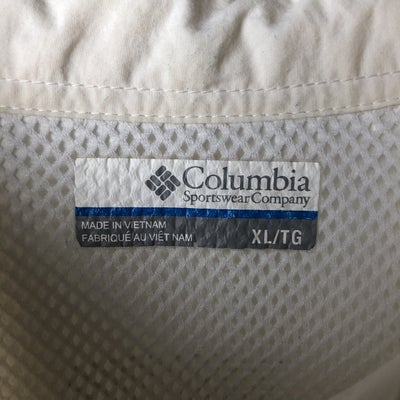 Columbia
Sportswear Company
MADE IN VIETNAM
FABRIQUÉ AU VIÊT NAM
XL/TG